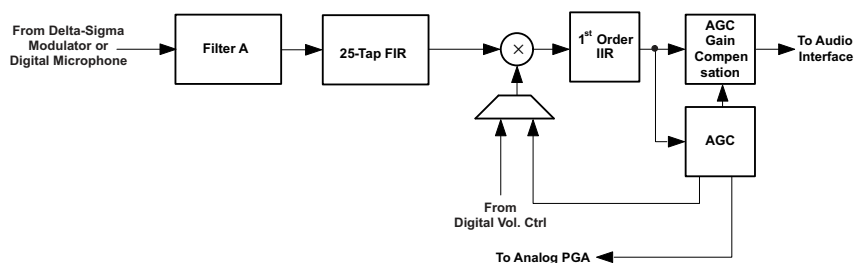 From Delta-Sigma
Modulator or
Digital Microphone
Filter A
25-Tap FIR
×
1st Order
IIR
AGC
Gain
Compen
sation
To Audio
Interface
AGC
From
Digital Vol. Ctrl
To Analog PGA